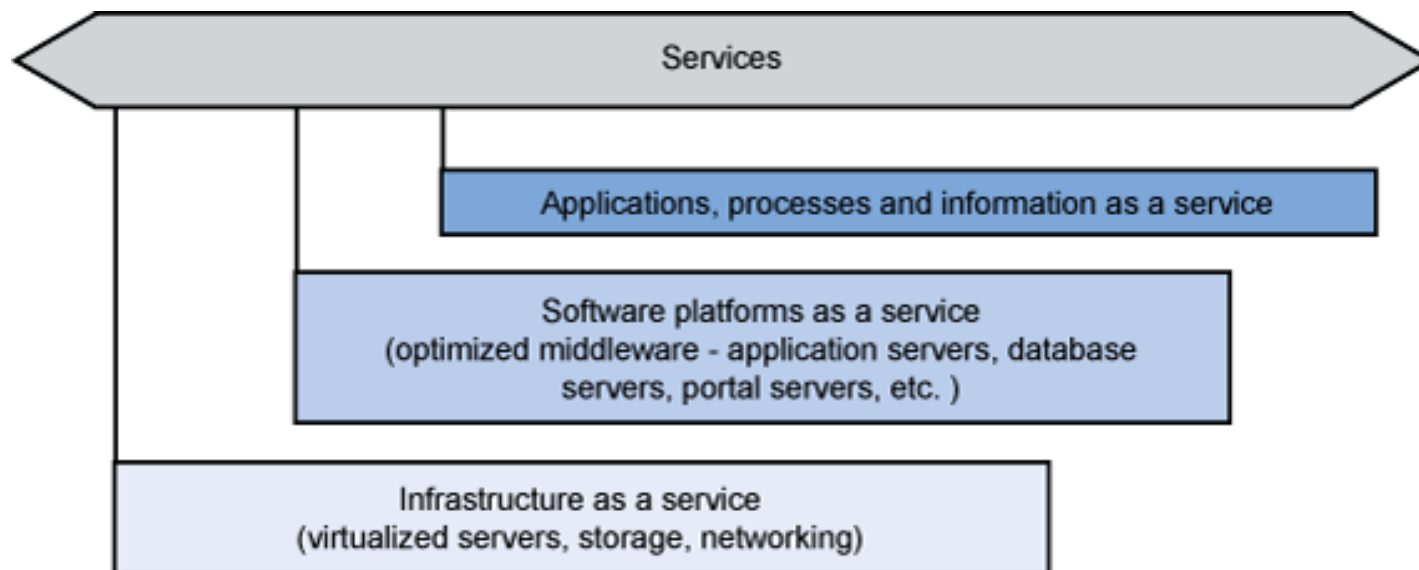 Services
Applications, processes and information as a service
Software platforms as a service
(optimized middleware - application servers, database
servers, portal servers, etc. )
Infrastructure as a service
(virtualized servers, storage, networking)